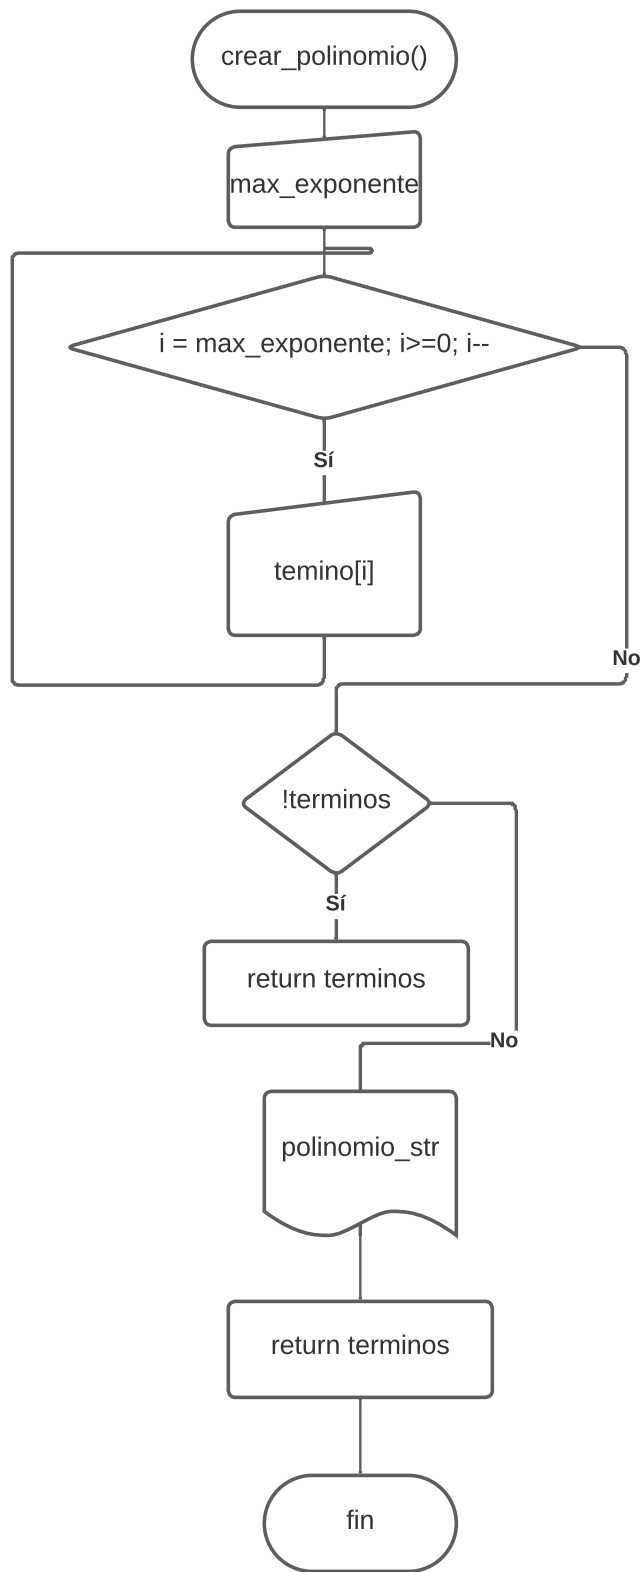 crear_polinomio()
max_exponente
i = max_exponente; i>=0; i--
Sí
temino[i]
No
!terminos
Sí
return terminos
No
polinomio_str
return terminos
fin